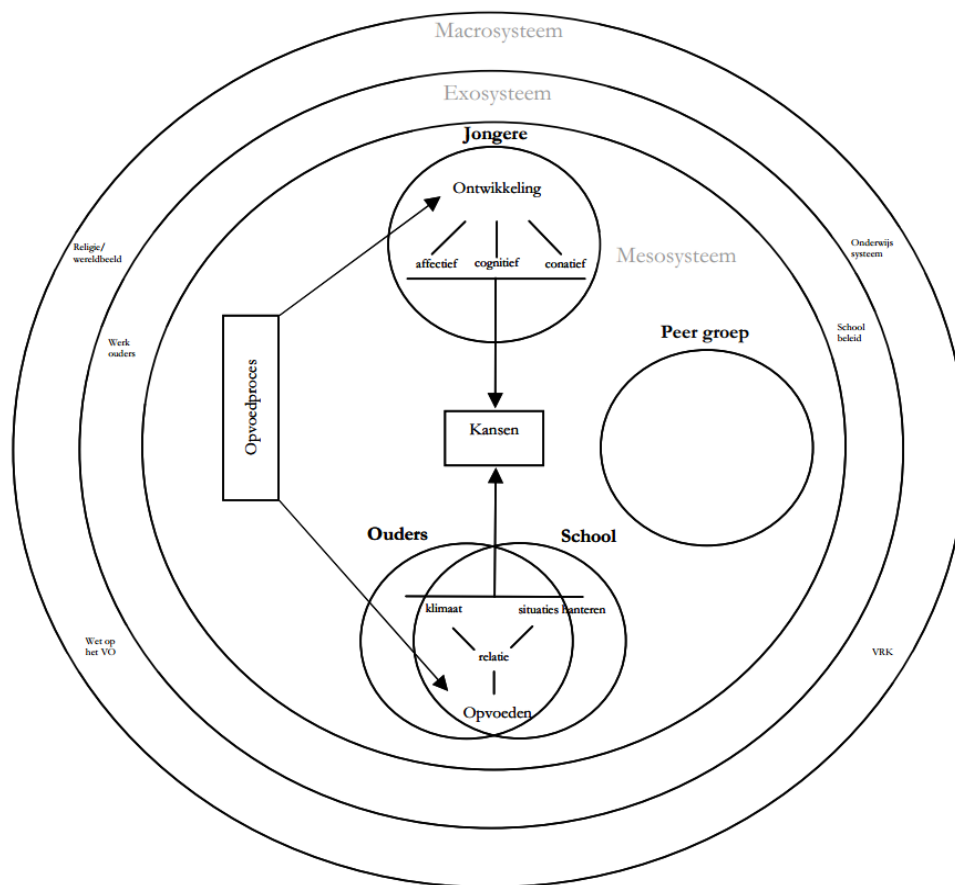 Macrosysteem
Exosysteem
Jongere
Ontwikkeling
affectief cognitief conatief
Mesosysteem
Religie/
wereldbeeld
Onderwijs
systeem
Werk
ouders
School
beleid
Peer groep
Opvoedproces
Kansen
Ouders School
klimaat situaties hanteren
relatie
Opvoeden
Wet op
het VO
VRK